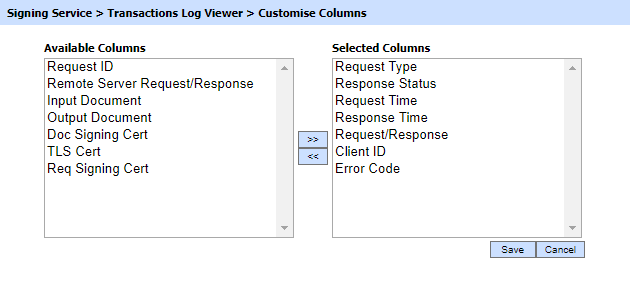 Signing Service > Transactions Log Viewer > Customise Columns
Available Columns
Request ID
Remote Server Request/Response
Input Document
Output Document
Doc Signing Cert
TLS Cert
Req Signing Cert
>>
<<
Selected Columns
Request Type
Response Status
Request Time
Response Time
Request/Response
Client ID
Error Code
Save Cancel